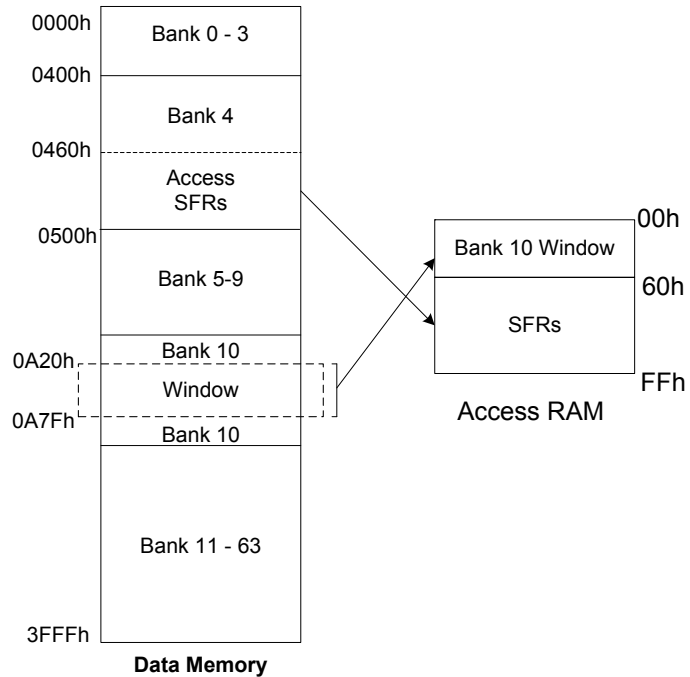 0000h
Bank 0 - 3
0400h
Bank 4
0460h
Access
SFRs
0500h
Bank 5-9
Bank 10
0A20h
Window
0A7Fh
Bank 10
Bank 11 - 63
3FFFh
Data Memory
00h
Bank 10 Window
60h
SFRs
FFh
Access RAM